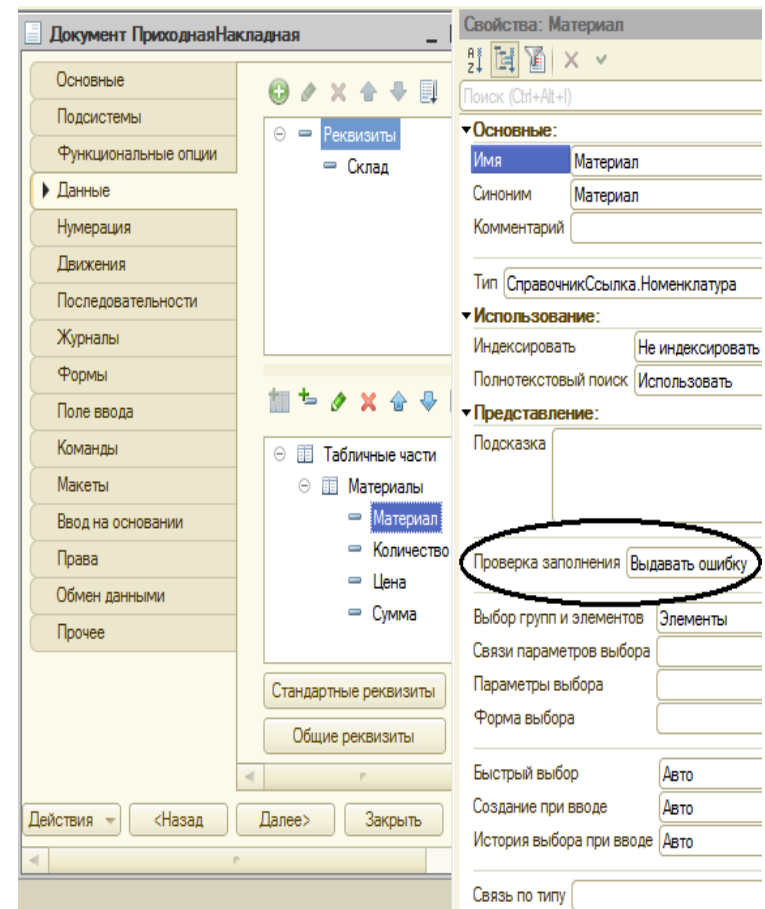 Документ ПриходнаяНакладная
Основные
Подсистемы
Функциональные опции
Данные
Нумерация
Движения
Последовательности
Журналы
Формы
Поле ввода
Команды
Макеты
Ввод на основании
Права
Обмен данными
Прочее
Реквизиты
Склад
Табличные части
Материалы
Материал
Количество
Цена
Сумма
Стандартные реквизиты
Общие реквизиты
Действия
<Назад
Далее>
Закрыть
Свойства: Материал
Поиск (Ctrl+Alt+I)
Основные:
Имя Материал
Синоним Материал
Комментарий
Тип СправочникСсылка.Номенклатура
Использование:
Индексировать Не индексировать
Полнотекстовый поиск Использовать
Представление:
Подсказка
Проверка заполнения Выдавать ошибку
Выбор групп и элементов Элементы
Связи параметров выбора
Параметры выбора
Форма выбора
Быстрый выбор Авто
Создание при вводе Авто
История выбора при вводе Авто
Связь по типу